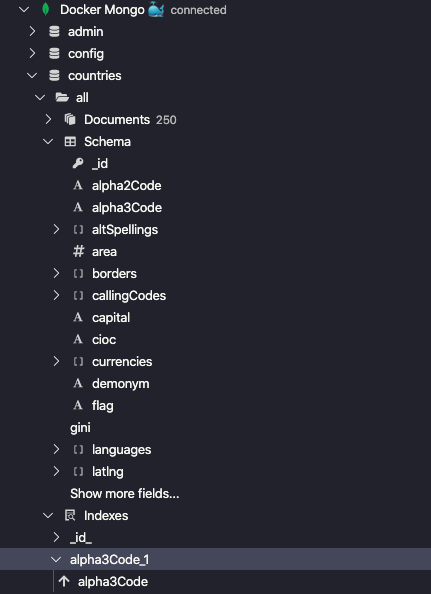 Docker Mongo 🐳 connected
admin
config
countries
all
Documents 250
Schema
_id
alpha2Code
alpha3Code
altSpellings
area
borders
callingCodes
capital
cioc
currencies
demonym
flag
gini
languages
latlng
Show more fields...
Indexes
_id_
alpha3Code_1
alpha3Code